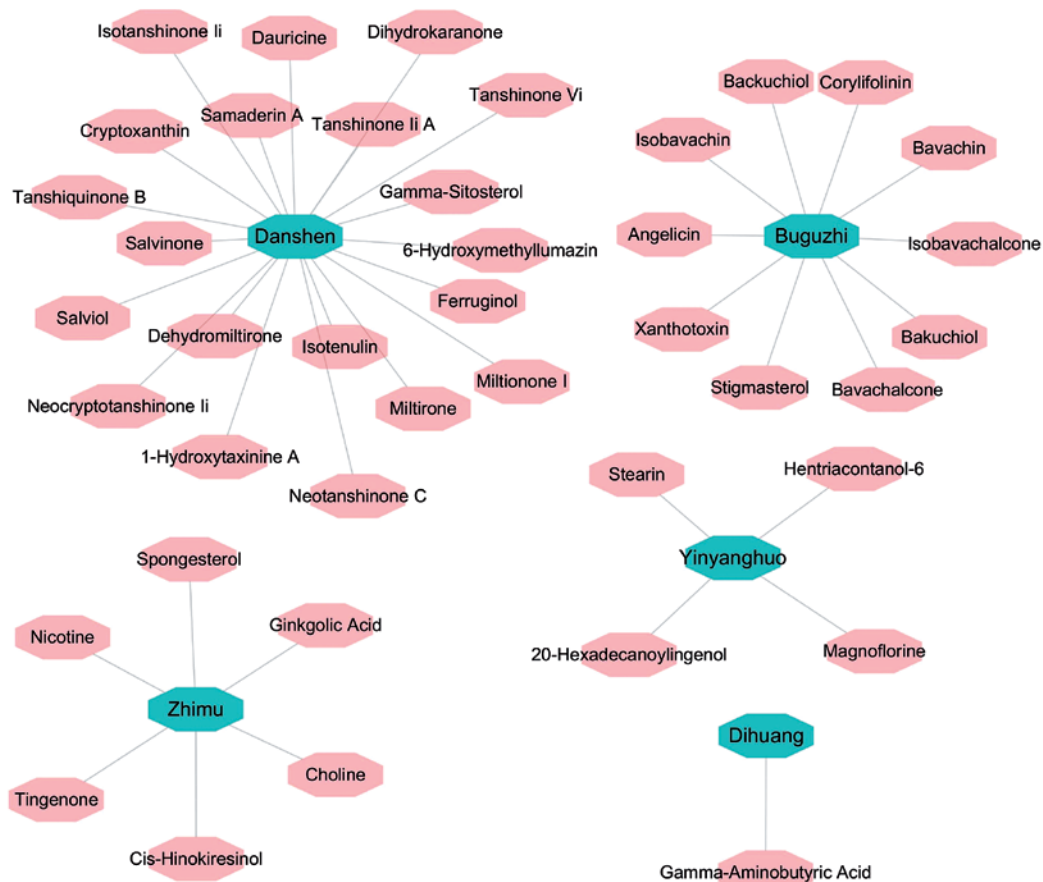 Isotanshinone Ii
Dauricine
Dihydrokaranone
Cryptoxanthin
Samaderin A
Tanshinone Ii A
Tanshinone Vi
Tanshiquinone B
Gamma-Sitosterol
Salvinone
Danshen
6-Hydroxymethyllumazin
Salviol
Ferruginol
Dehydromiltirone
Isotenulin
Miltionone I
Neocryptotanshinone Ii
Miltirone
1-Hydroxytaxinine A
Neotanshinone C
Backuchiol
Corylifolinin
Isobavachin
Bavachin
Angelicin
Buguzhi
Isobavachalcone
Xanthotoxin
Bakuchiol
Stigmasterol
Bavachalcone
Stearin
Hentriacontanol-6
Yinyanghuo
20-Hexadecanoylingenol
Magnoflorine
Spongesterol
Nicotine
Ginkgolic Acid
Zhimu
Tingenone
Choline
Cis-Hinokiresinol
Dihuang
Gamma-Aminobutyric Acid